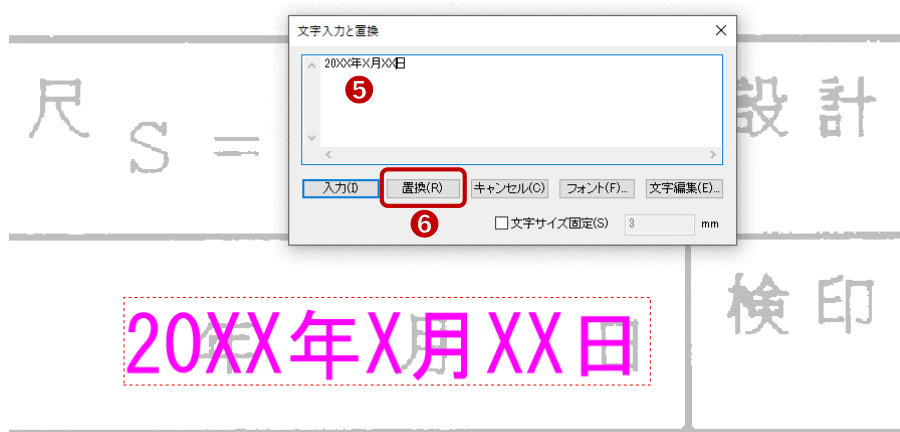 文字入力と置換
20XX年X月XX日
5
入力(I) 置換(R) キャンセル(C) フォント(F)... 文字編集(E)...
6
文字サイズ固定(S) 3 mm
尺 S = 設計
年 月 日
20XX年X月XX日
検印